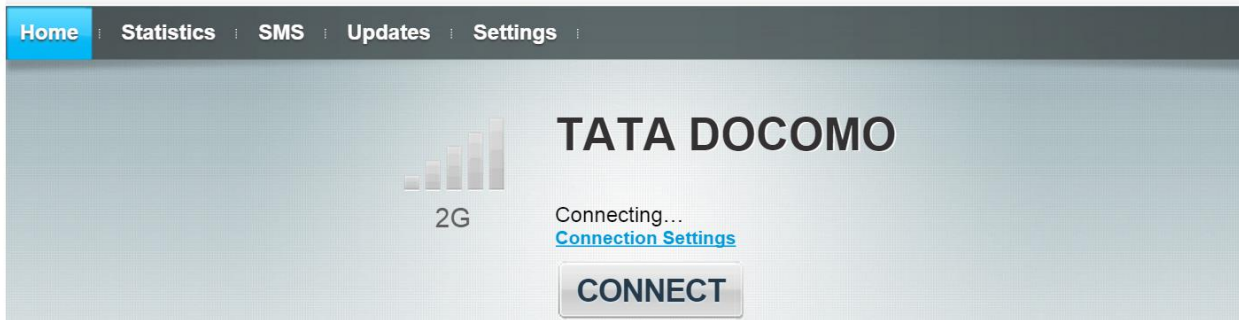 Home Statistics SMS Updates Settings
TATA DOCOMO
2G
Connecting...
Connection Settings
CONNECT